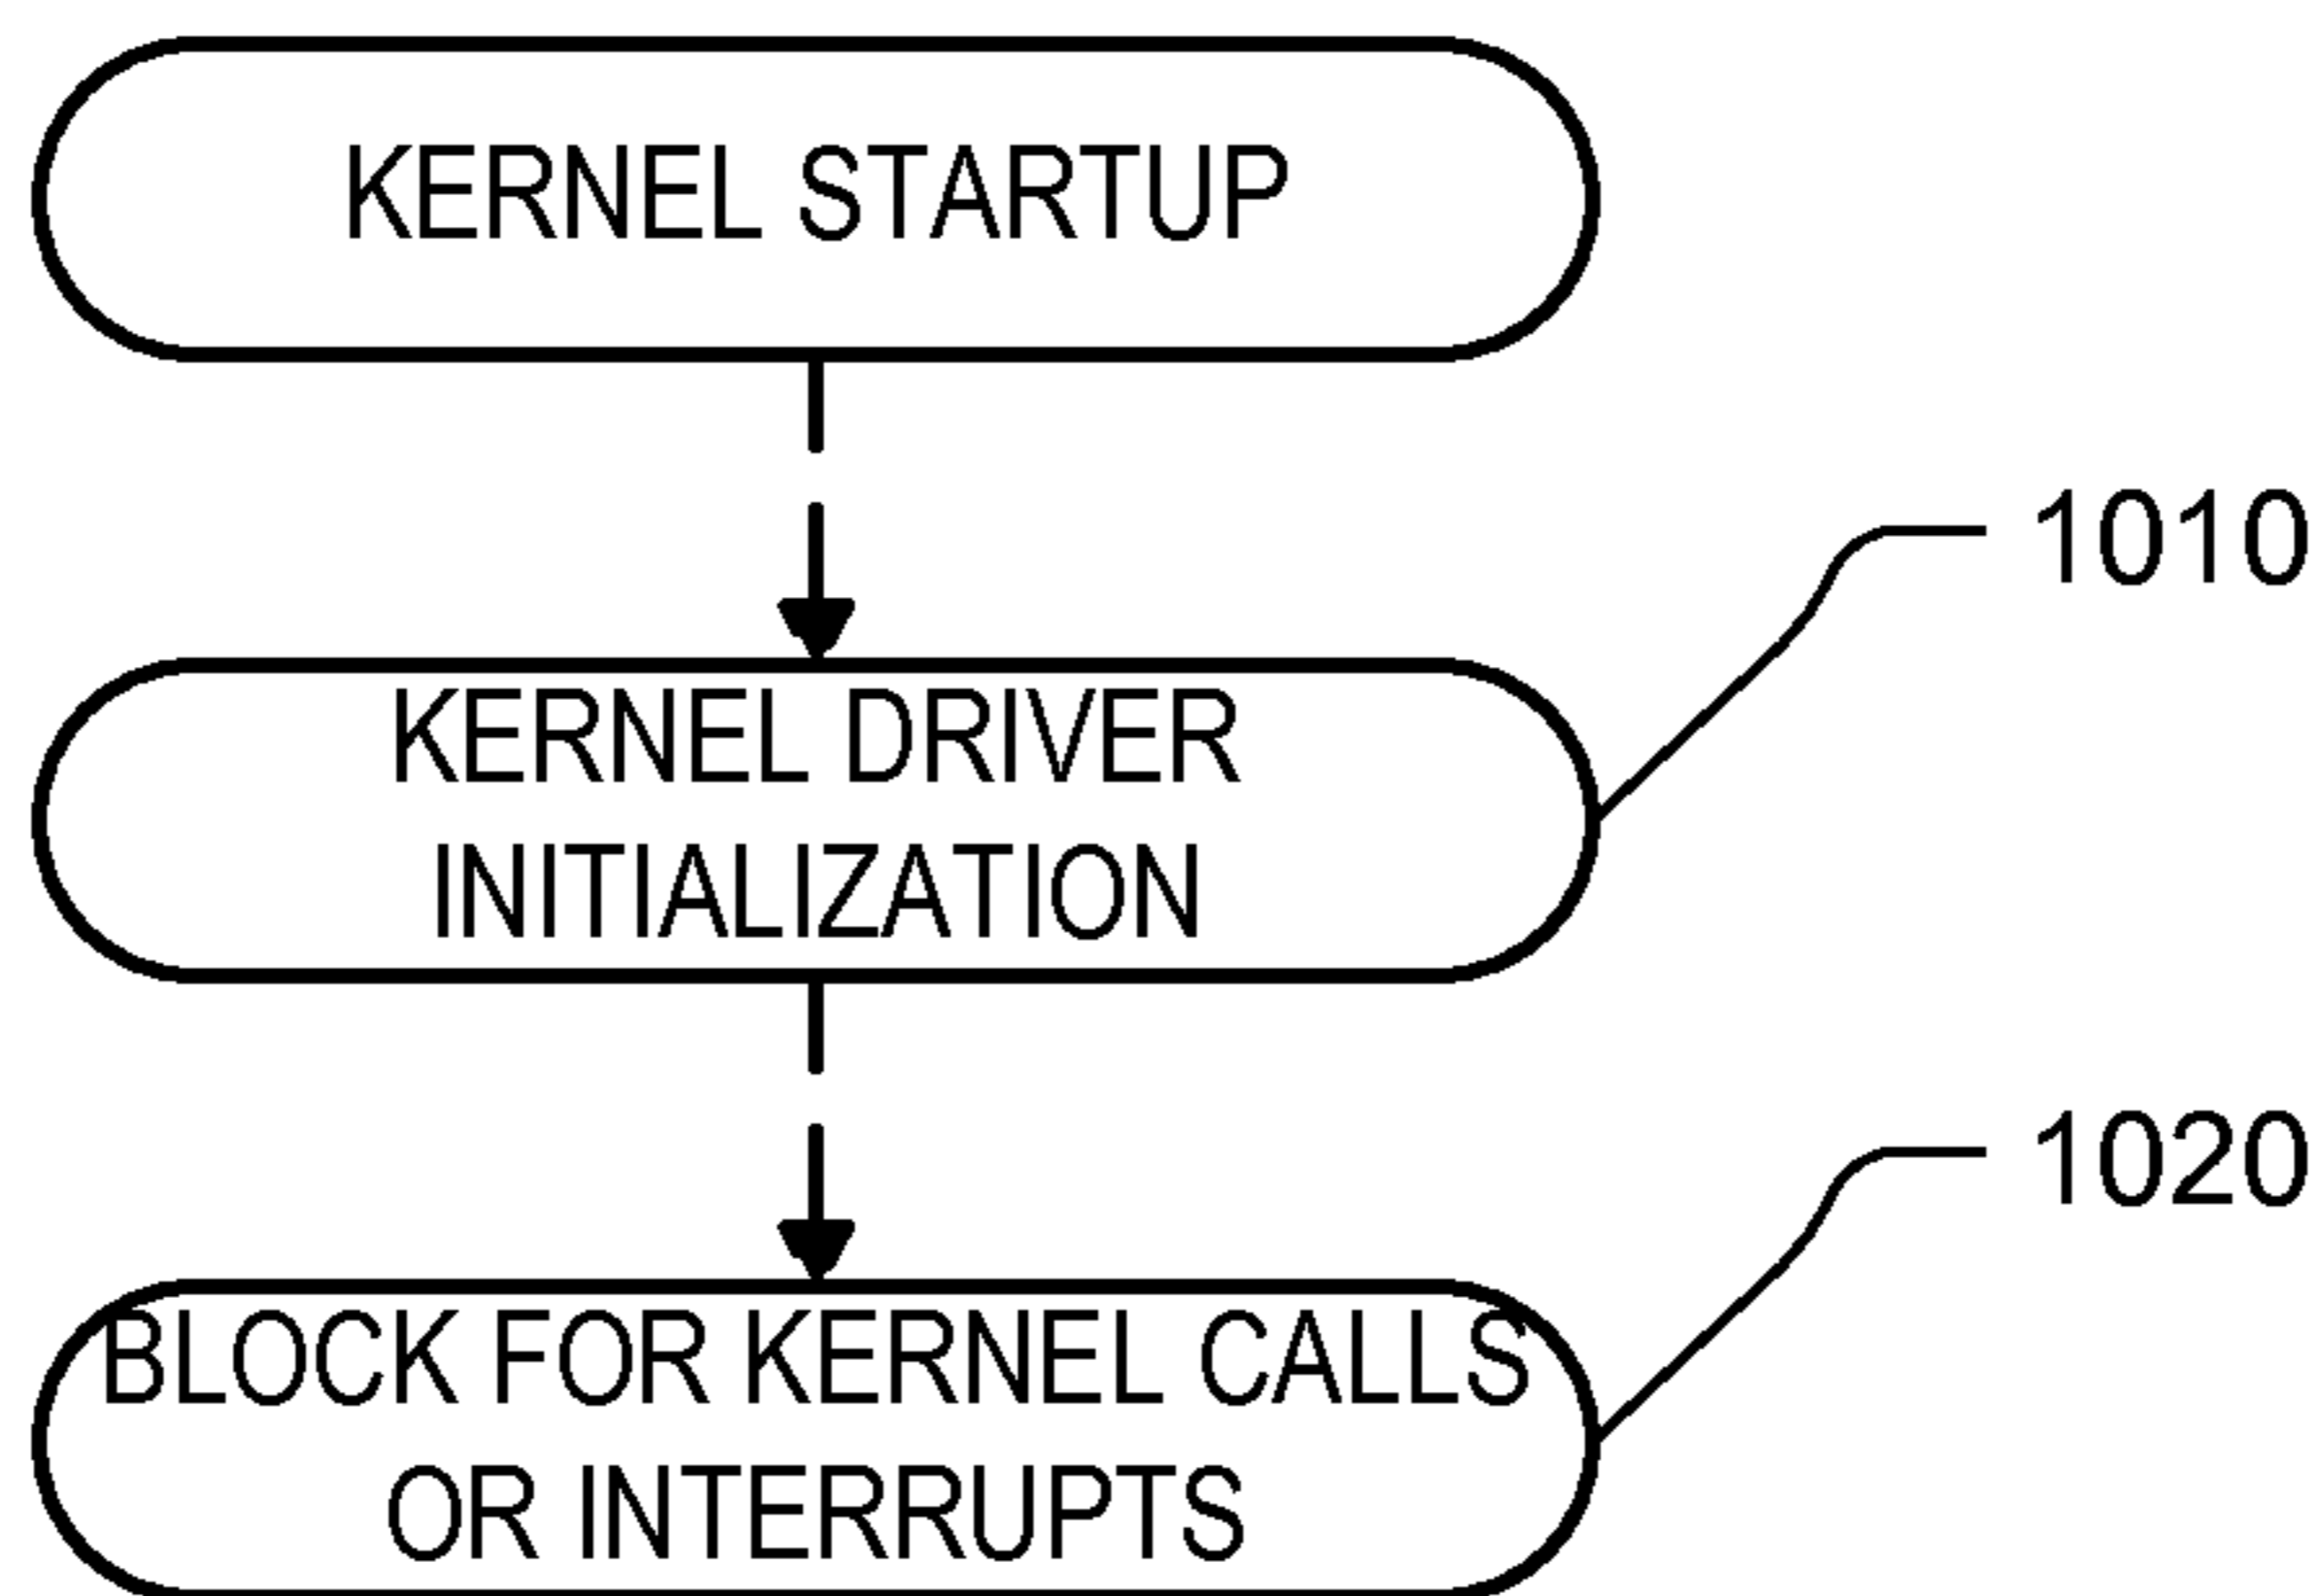 KERNEL STARTUP
1010
KERNEL DRIVER
INITIALIZATION
1020
BLOCK FOR KERNEL CALLS
OR INTERRUPTS